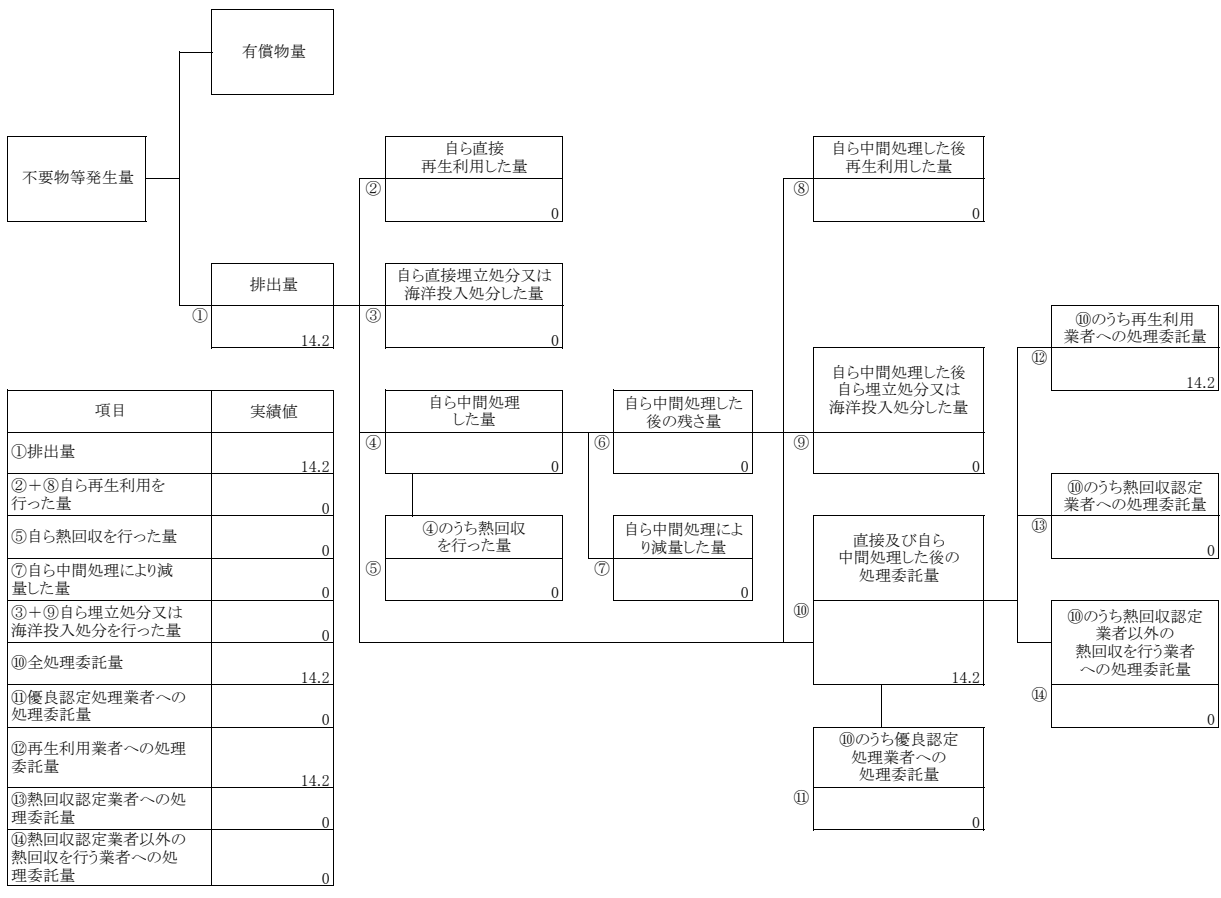 有償物量
不要物等発生量
排出量
①
14.2
自ら直接
再生利用した量
②
0
自ら直接埋立処分又は
海洋投入処分した量
③
0
自ら中間処理
した量
④
0
④のうち熱回収
を行った量
⑤
0
自ら中間処理した
後の残さ量
⑥
0
自ら中間処理によ
り減量した量
⑦
0
自ら中間処理した後
再生利用した量
⑧
0
自ら中間処理した後
自ら埋立処分又は
海洋投入処分した量
⑨
0
直接及び自ら
中間処理した後の
処理委託量
⑩
14.2
⑩のうち優良認定
処理業者への
処理委託量
⑪
0
⑩のうち再生利用
業者への処理委託量
⑫
14.2
⑩のうち熱回収認定
業者への処理委託量
⑬
0
⑩のうち熱回収認定
業者以外の
熱回収を行う業者
への処理委託量
⑭
0
項目 実績値
①排出量
14.2
②＋⑧自ら再生利用を
行った量
0
⑤自ら熱回収を行った量
0
⑦自ら中間処理により減
量した量
0
③＋⑨自ら埋立処分又は
海洋投入処分を行った量
0
⑩全処理委託量
14.2
⑪優良認定処理業者への
処理委託量
0
⑫再生利用業者への処理
委託量
14.2
⑬熱回収認定業者への処
理委託量
0
⑭熱回収認定業者以外の
熱回収を行う業者への処
理委託量
0